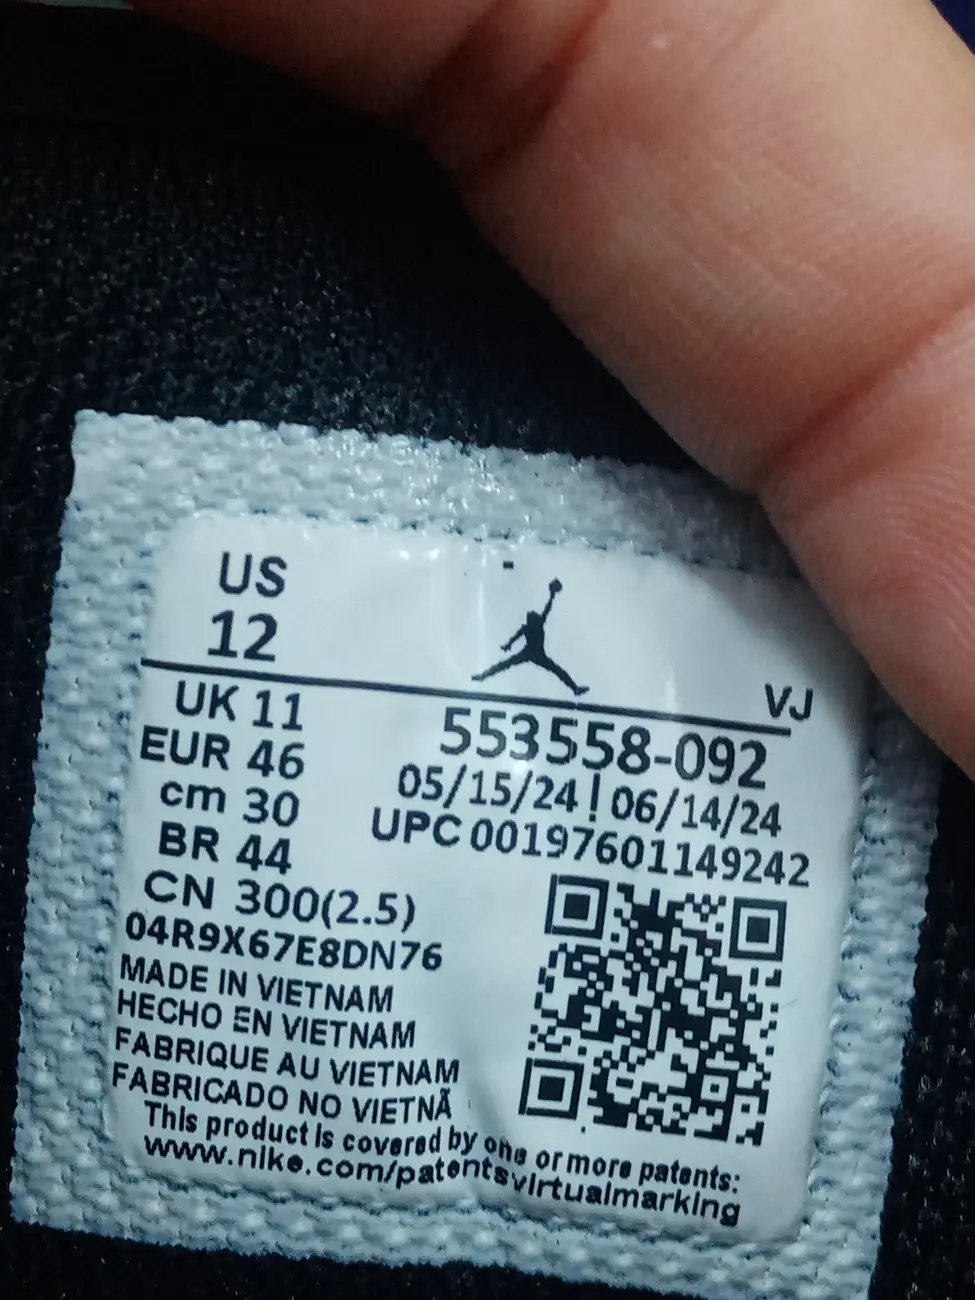 US
12
UK 11
EUR 46
cm 30
BR 44
CN 300(2.5)
04R9X67E8DN76
MADE IN VIETNAM
HECHO EN VIETNAM
FABRIQUE AU VIETNAM
FABRICADO NO VIETNÃ
VJ
553558-092
05/15/24 | 06/14/24
UPC 00197601149242
This product is covered by one or more patents:
www.nike.com/patentsvirtualmarking